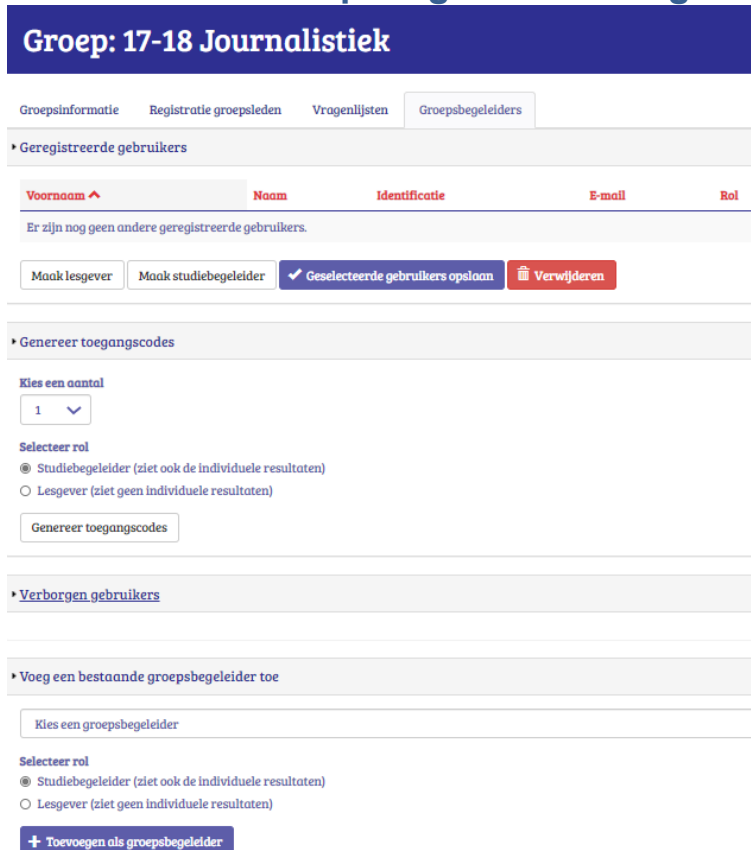 Groep: 17-18 Journalistiek
Groepsinformatie Registratie groepsleden Vragenlijsten Groepsbegeleiders
Geregistreerde gebruikers
Voornaam Naam Identificatie E-mail Rol
Er zijn nog geen andere geregistreerde gebruikers.
Maak lesgever Maak studiebegeleider Geselecteerde gebruikers opslaan Verwijderen
Genereer toegangscodes
Kies een aantal
1
Selecteer rol
Studiebegeleider (ziet ook de individuele resultaten)
Lesgever (ziet geen individuele resultaten)
Genereer toegangscodes
Verborgen gebruikers
Voeg een bestaande groepsbegeleider toe
Kies een groepsbegeleider
Selecteer rol
Studiebegeleider (ziet ook de individuele resultaten)
Lesgever (ziet geen individuele resultaten)
Toevoegen als groepsbegeleider